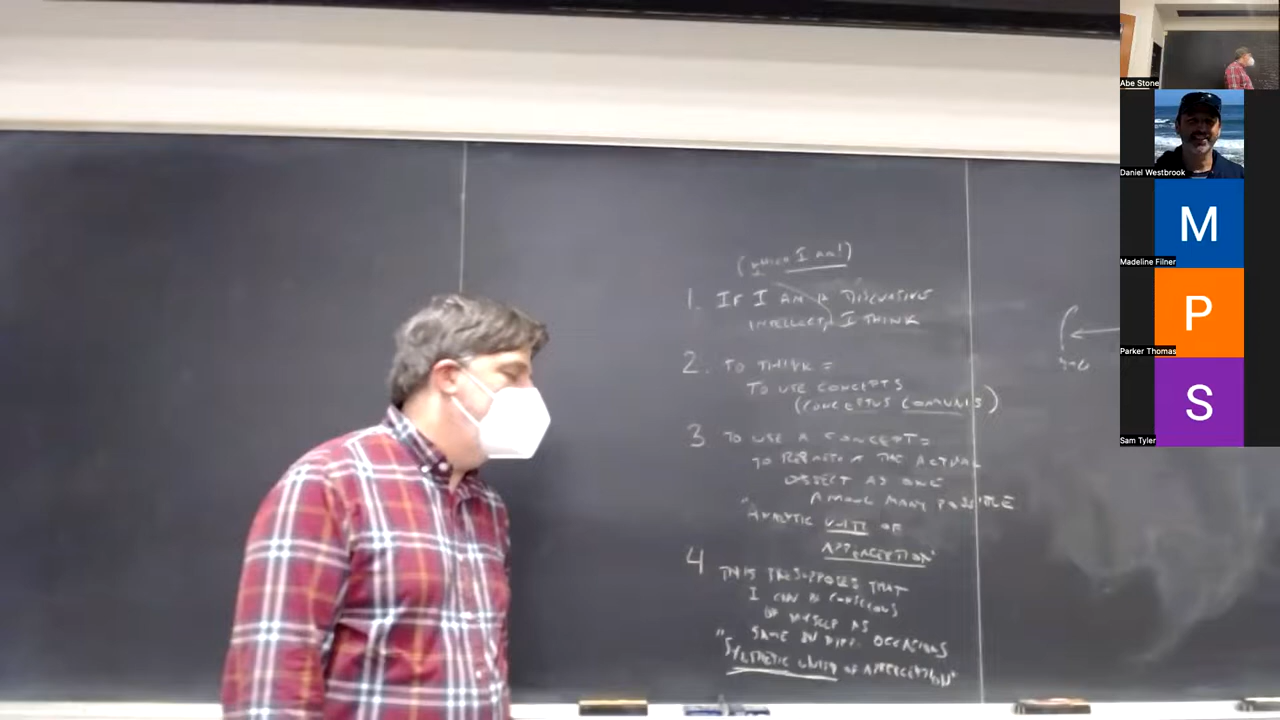 (which I am!)
1. IF I AM A DISCURSIVE
INTELLECT, I THINK
2. TO THINK =
TO USE CONCEPTS
(CONCEPTUS COMMUNIS)
3 TO USE A CONCEPT =
TO REPRESENT THE ACTUAL
OBJECT AS ONE
AMONG MANY POSSIBLE
"ANALYTIC UNITY OF
APPERCEPTION"
4 THIS PRESUPPOSES THAT
I CAN BE CONSCIOUS
OF MYSELF AS
SAME IN DIFF. OCCASIONS
"SYNTHETIC UNITY OF APPERCEPTION"
Abe Stone
Daniel Westbrook
M
Madeline Filner
P
Parker Thomas
S
Sam Tyler